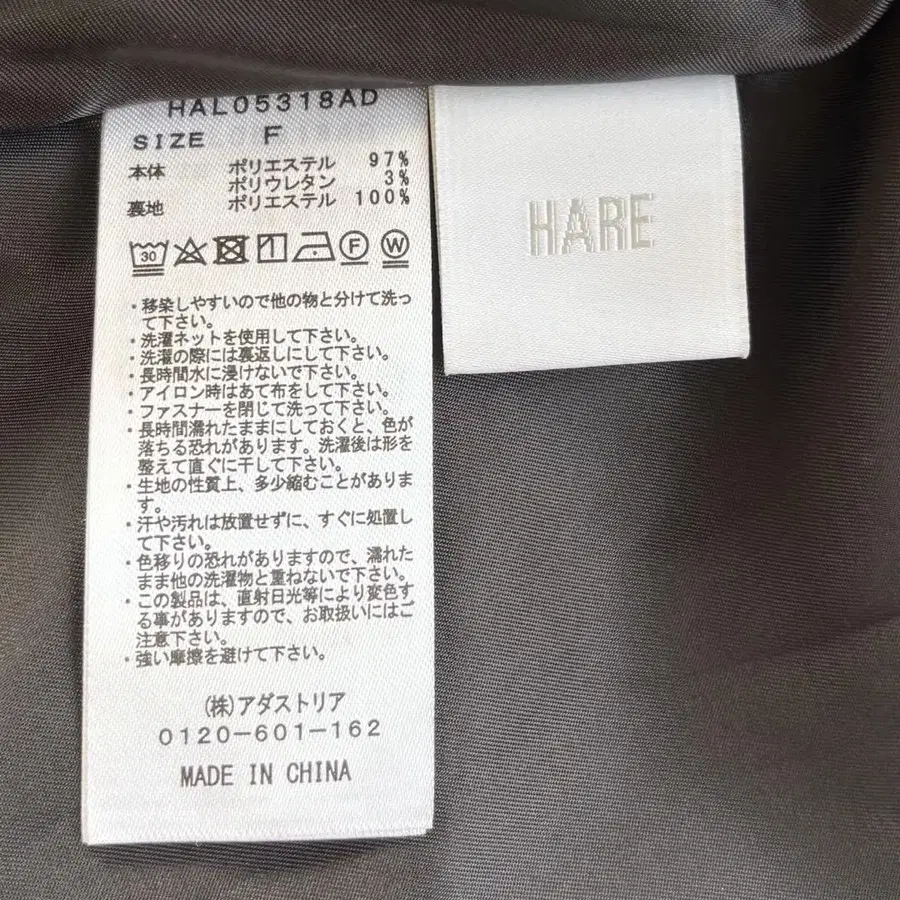 HAL05318AD
SIZE F
本体 ポリエステル 97%
ポリウレタン 3%
裏地 ポリエステル 100%
30 F W
・移染しやすいので他の物と分けて洗っ
て下さい。
・洗濯ネットを使用して下さい。
・洗濯の際には裏返しにして下さい。
・長時間水に浸けないで下さい。
・アイロン時はあて布をして下さい。
・ファスナーを閉じて洗って下さい。
・長時間濡れたままにしておくと、色が
落ちる恐れがあります。洗濯後は形を
整えて直ぐに干して下さい。
・生地の性質上、多少縮むことがありま
す。
・汗や汚れは放置せずに、すぐに処置し
て下さい。
・色移りの恐れがありますので、濡れた
まま他の洗濯物と重ねないで下さい。
・この製品は、直射日光等により変色す
る事がありますので、お取扱いにはご
注意下さい。
・強い摩擦を避けて下さい。
(株)アダストリア
0120-601-162
MADE IN CHINA
HARE